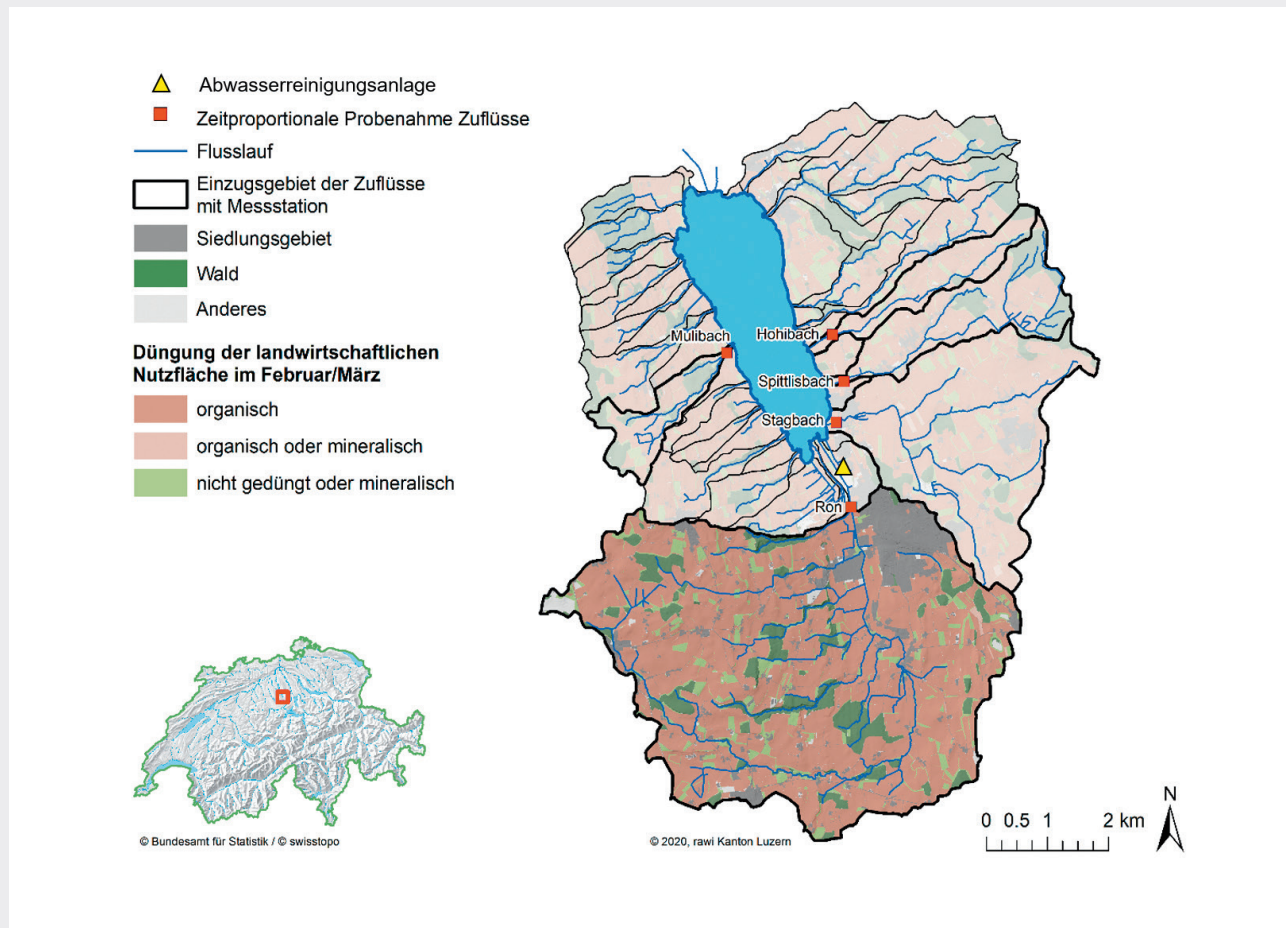 Abwasserreinigungsanlage
Zeitproportionale Probenahme Zuflüsse
Flusslauf
Einzugsgebiet der Zuflüsse
mit Messstation
Siedlungsgebiet
Wald
Anderes
Düngung der landwirtschaftlichen
Nutzfläche im Februar/März
organisch
organisch oder mineralisch
nicht gedüngt oder mineralisch
Mulibach
Hohibach
Spittlisbach
Stagbach
Ron
N
0 0.5 1 2 km
© Bundesamt für Statistik / © swisstopo
© 2020, rawi Kanton Luzern